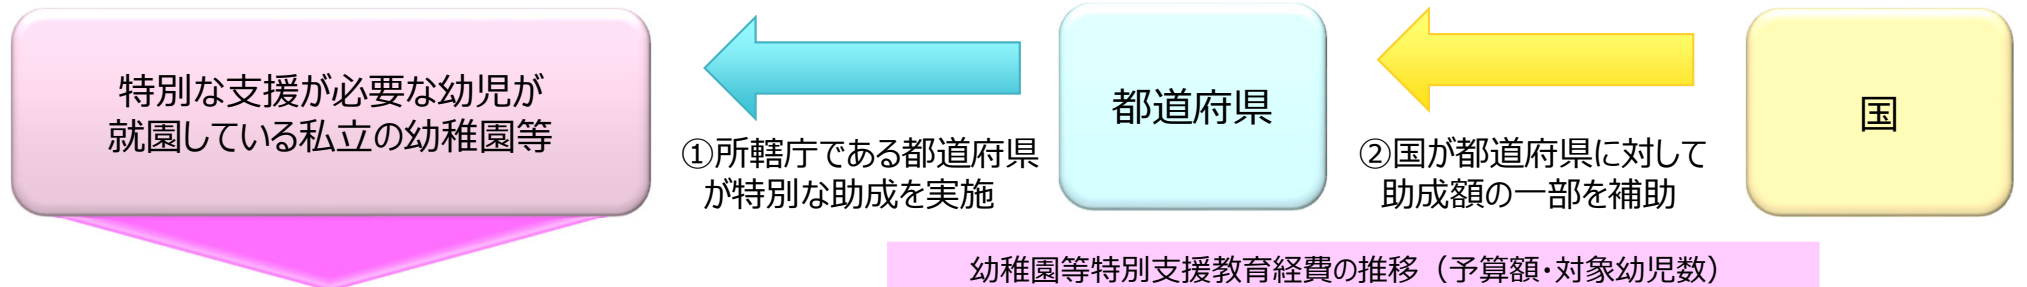 特別な支援が必要な幼児が
就園している私立の幼稚園等
①所轄庁である都道府県
が特別な助成を実施
都道府県
②国が都道府県に対して
助成額の一部を補助
国
幼稚園等特別支援教育経費の推移（予算額・対象幼児数）